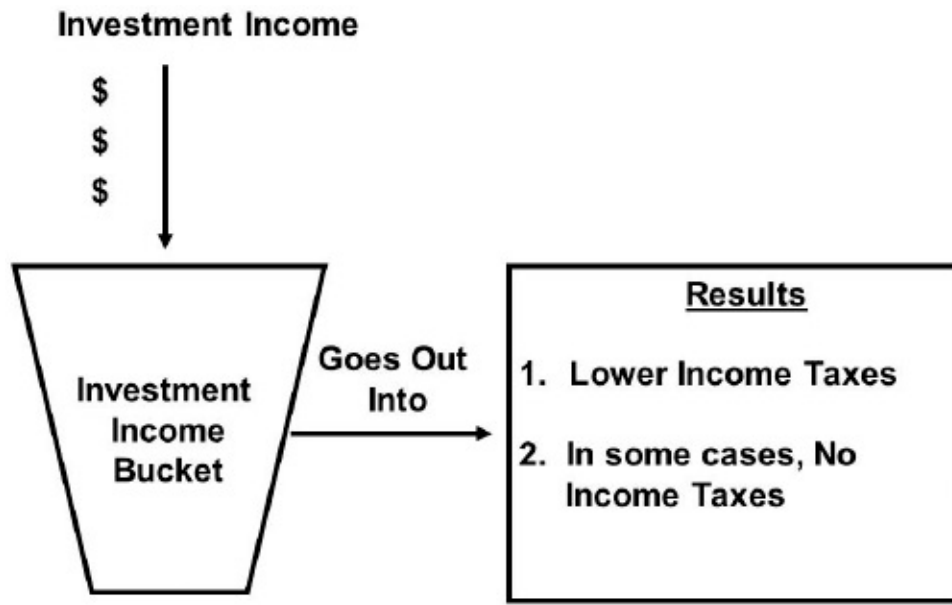 Investment Income
$
$
$
Investment
Income
Bucket
Goes Out
Into
Results
1. Lower Income Taxes
2. In some cases, No
Income Taxes